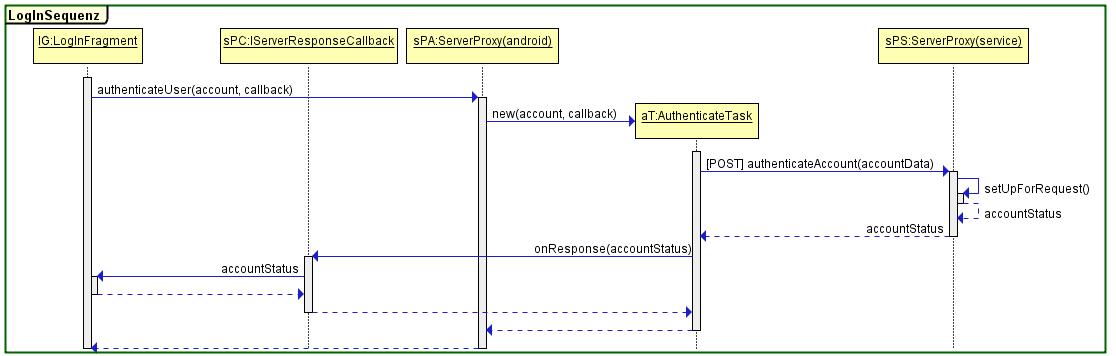 LogInSequenz
lG:LogInFragment
sPC:IServerResponseCallback
sPA:ServerProxy(android)
sPS:ServerProxy(service)
authenticateUser(account, callback)
new(account, callback)
aT:AuthenticateTask
[POST] authenticateAccount(accountData)
setUpForRequest()
accountStatus
accountStatus
onResponse(accountStatus)
accountStatus